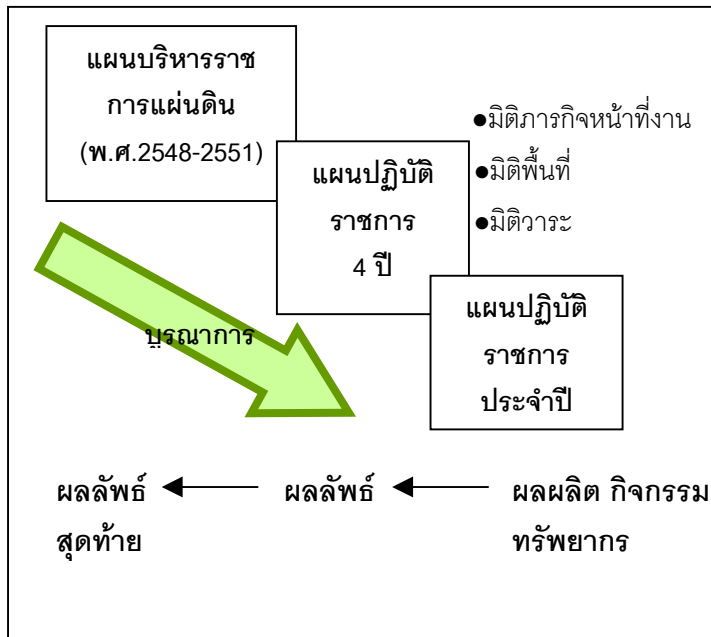 แผนบริหารราช
การแผ่นดิน
(พ.ศ.2548-2551)
●มิติภารกิจหน้าที่งาน
●มิติพื้นที่
●มิติวาระ
แผนปฏิบัติ
ราชการ
4 ปี
แผนปฏิบัติ
ราชการ
ประจำปี
บูรณาการ
ผลลัพธ์
สุดท้าย
ผลลัพธ์
ผลผลิต กิจกรรม
ทรัพยากร